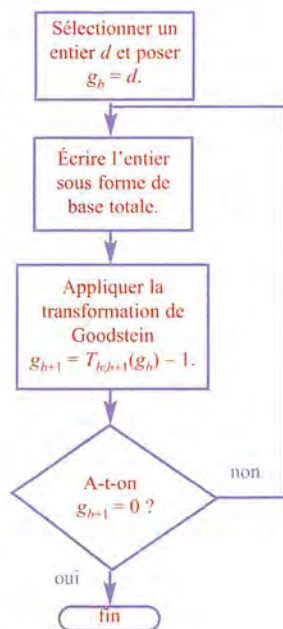 Sélectionner un
entier d et poser
g_b = d.
Écrire l'entier
sous forme de
base totale.
Appliquer la
transformation de
Goodstein
g_{b+1} = T_{b;b+1}(g_b) – 1.
A-t-on
g_{b+1} = 0 ?
non
oui
fin